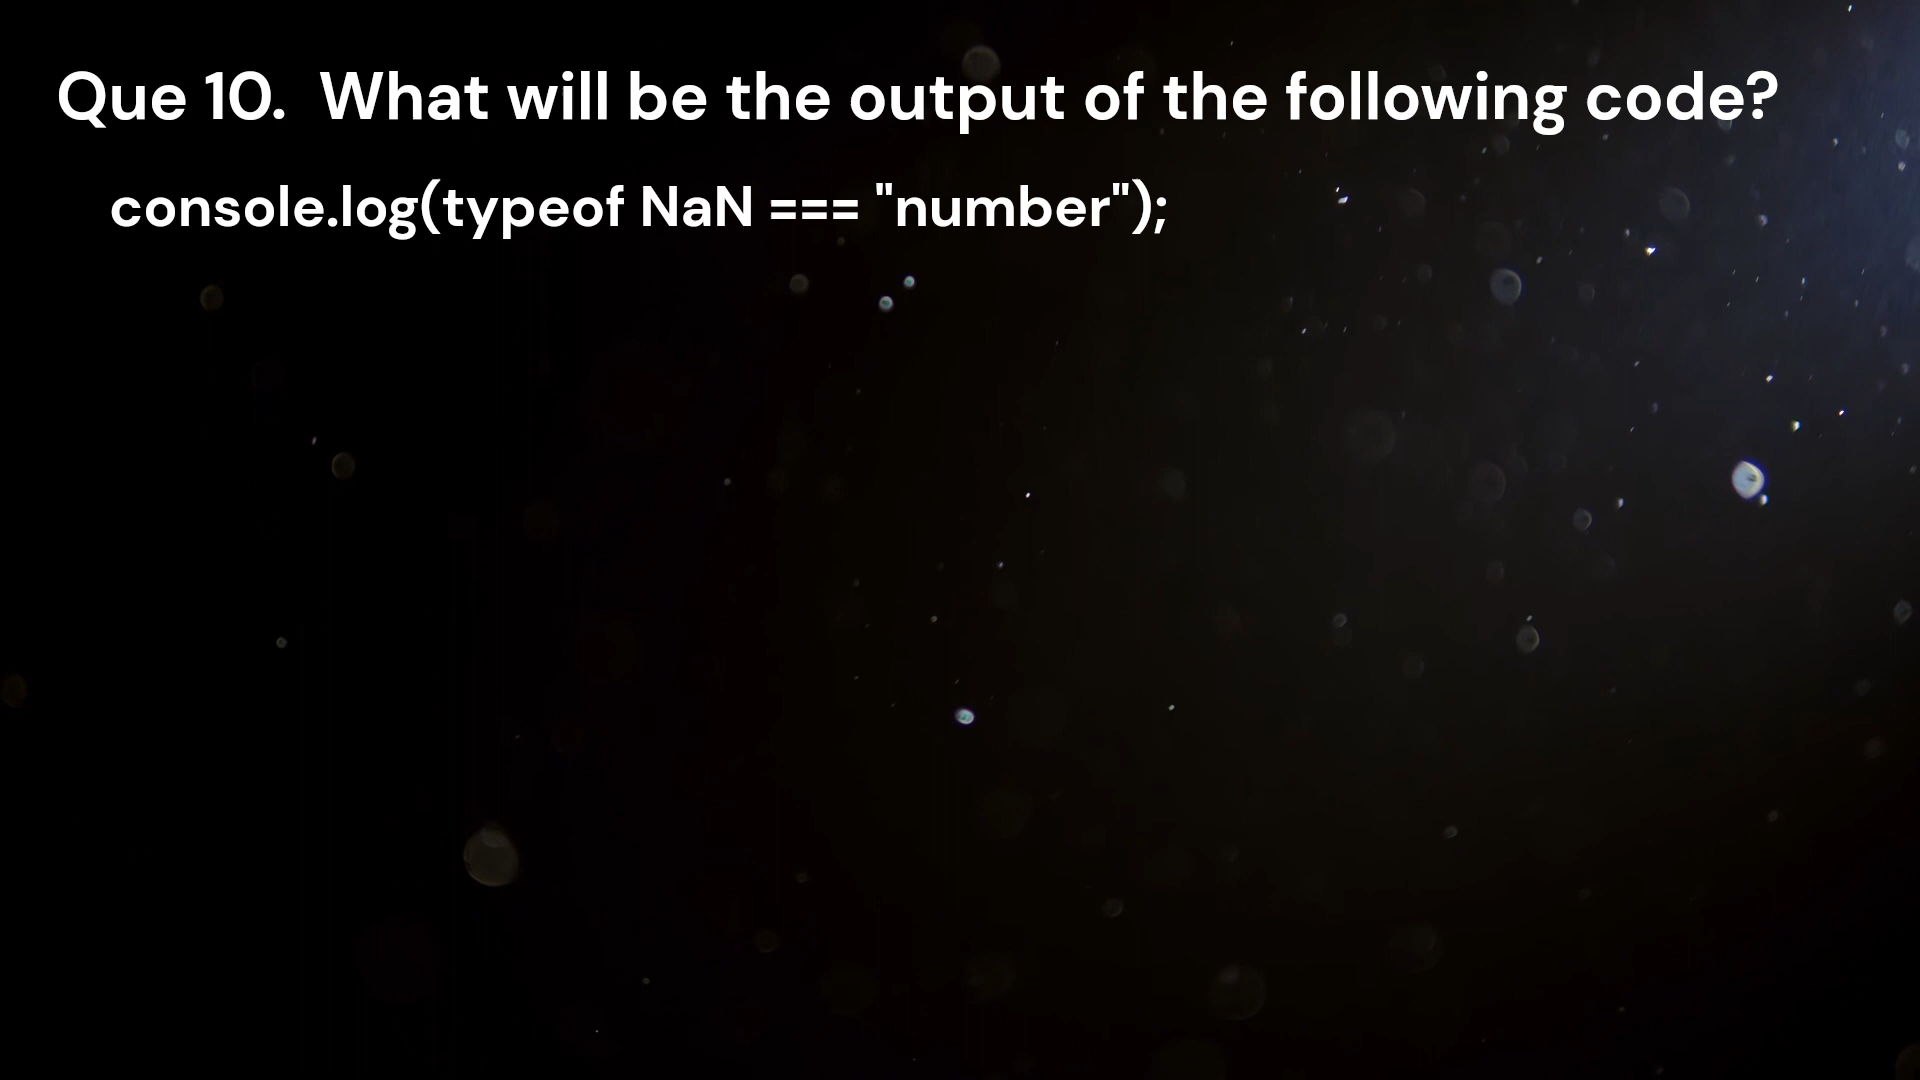 Que 10.  What will be the output of the following code?
console.log(typeof NaN === "number");